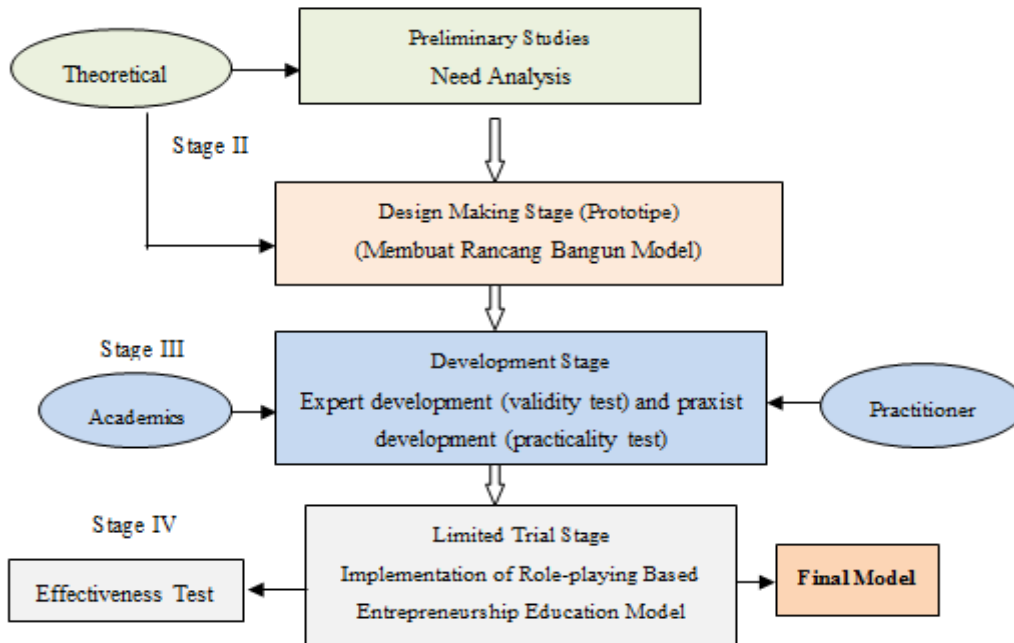 Preliminary Studies
Need Analysis
Theoretical
Stage II
Design Making Stage (Prototipe)
(Membuat Rancang Bangun Model)
Stage III
Development Stage
Expert development (validity test) and praxist
development (practicality test)
Academics
Practitioner
Stage IV
Limited Trial Stage
Implementation of Role-playing Based
Entrepreneurship Education Model
Effectiveness Test
Final Model